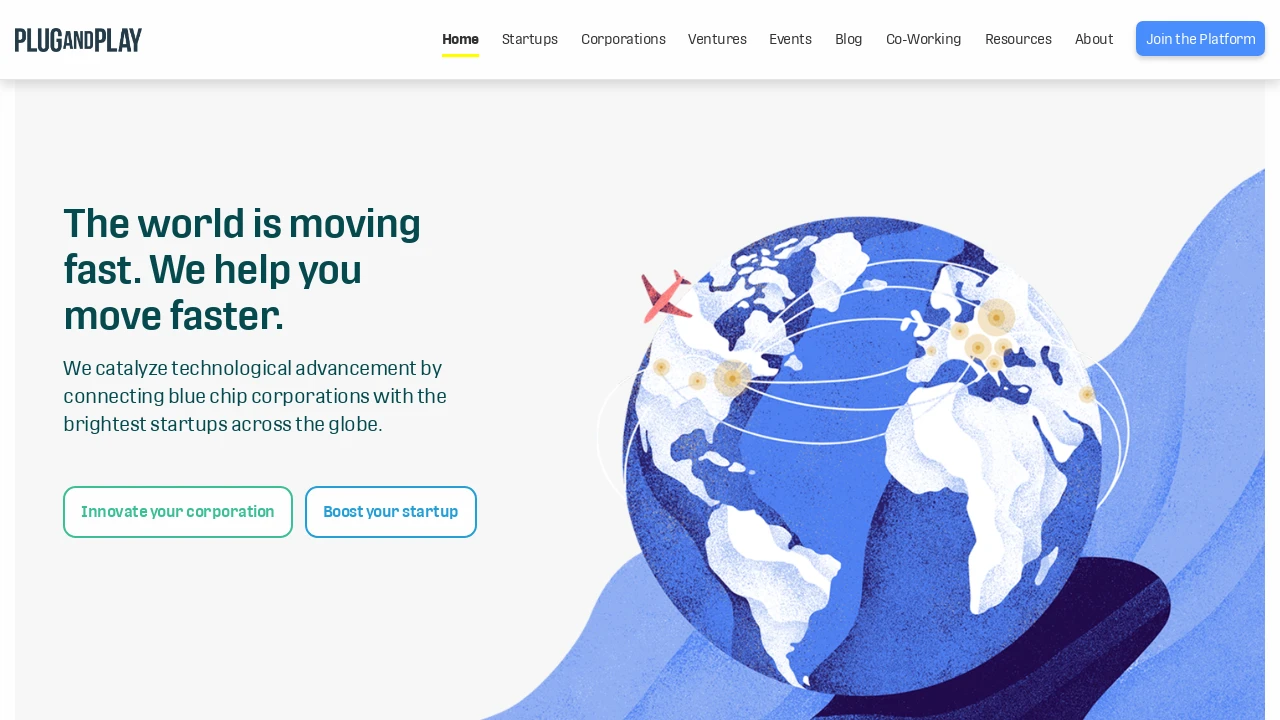 PLUGANDPLAY
Home
Startups
Corporations
Ventures
Events
Blog
Co-Working
Resources
About
Join the Platform
The world is moving
fast. We help you
move faster.
We catalyze technological advancement by
connecting blue chip corporations with the
brightest startups across the globe.
Innovate your corporation
Boost your startup